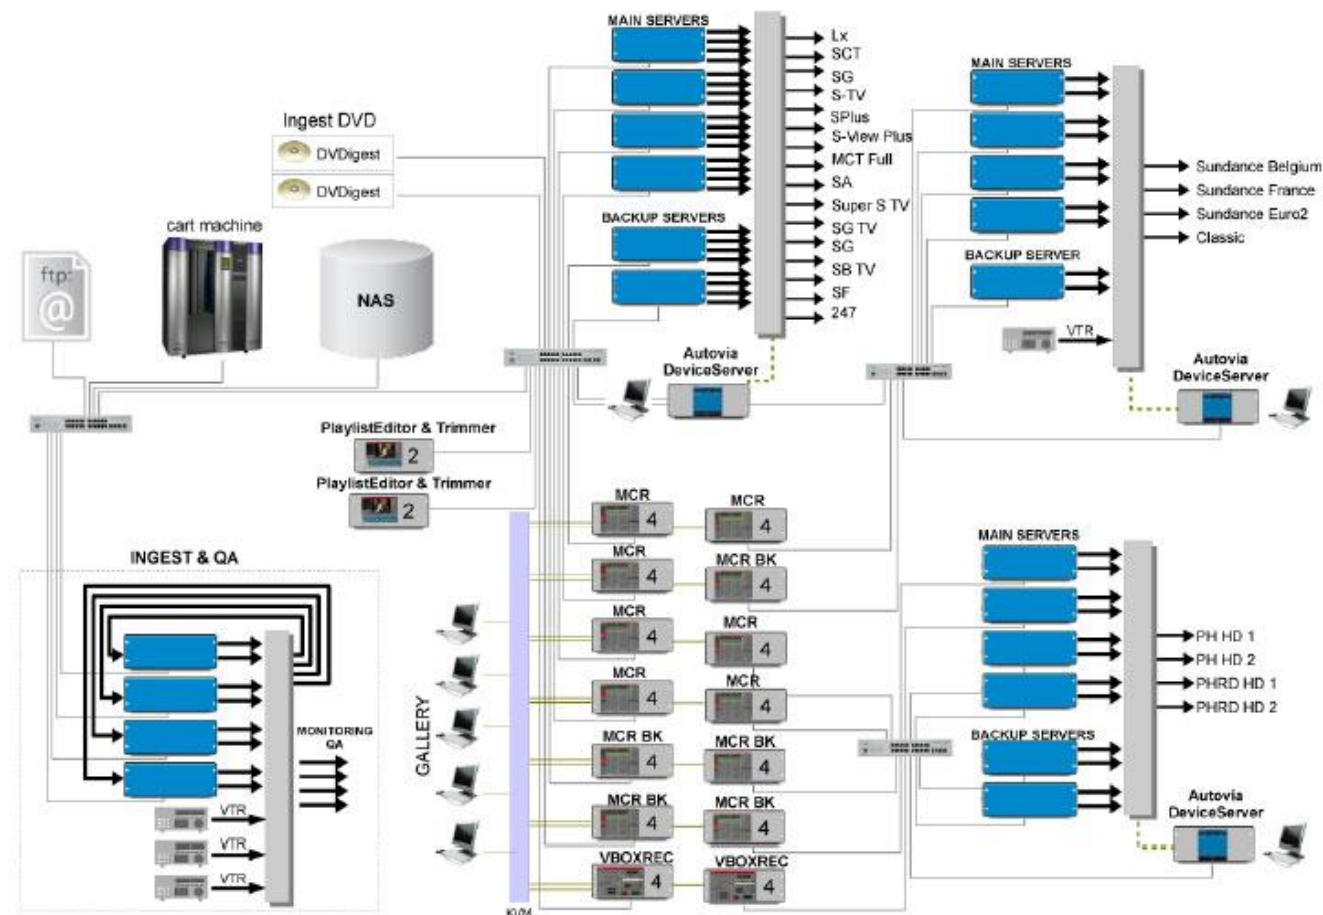 MAIN SERVERS
Lx
SCT
SG
S-TV
SPlus
S-View Plus
MCT Full
SA
Super S TV
SG TV
SG
SB TV
SF
247
BACKUP SERVERS
MAIN SERVERS
Sundance Belgium
Sundance France
Sundance Euro2
Classic
BACKUP SERVER
VTR
Autovia
DeviceServer
Autovia
DeviceServer
Ingest DVD
DVDigest
DVDigest
cart machine
ftp:
@
NAS
PlaylistEditor & Trimmer
2
PlaylistEditor & Trimmer
2
INGEST & QA
MONITORING
QA
VTR
VTR
VTR
GALLERY
KVM
MCR
4
MCR
4
MCR
4
MCR BK
4
MCR
4
MCR
4
MCR
4
MCR
4
MCR BK
4
MCR BK
4
MCR BK
4
MCR BK
4
VBOXREC
4
VBOXREC
4
MAIN SERVERS
PH HD 1
PH HD 2
PHRD HD 1
PHRD HD 2
BACKUP SERVERS
Autovia
DeviceServer